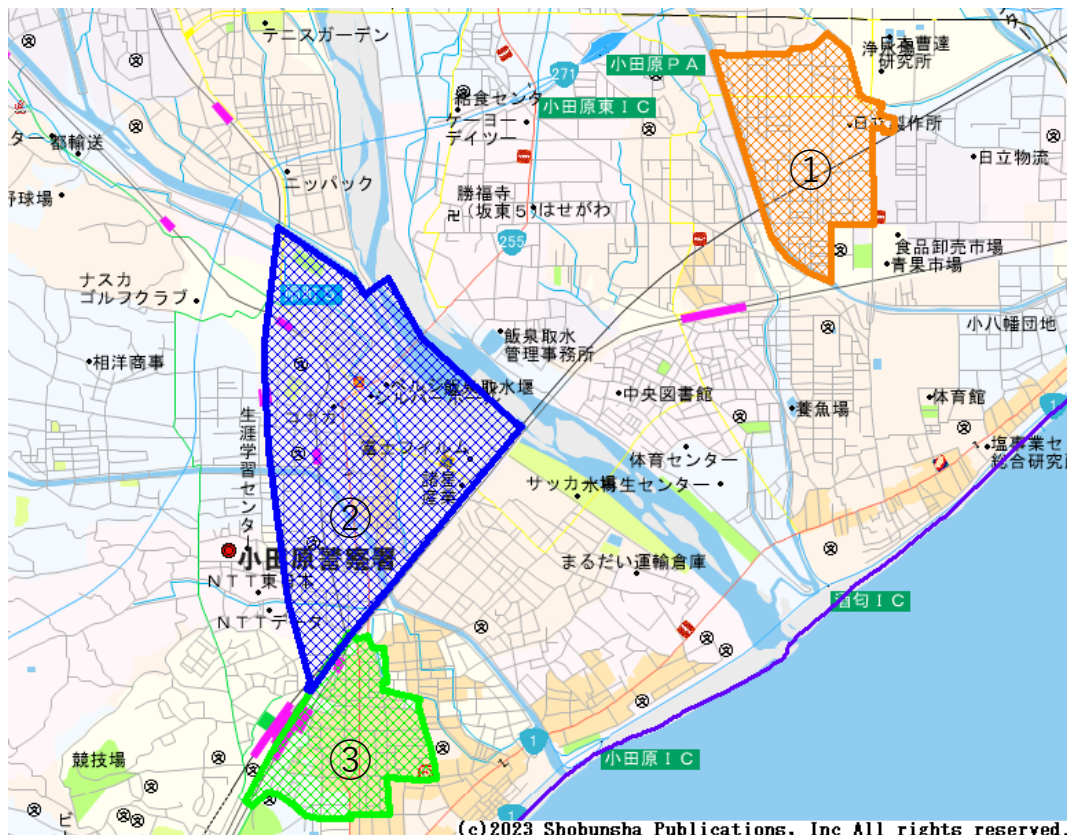 テニスガーデン
浄水場
曹達
研究所
小田原ＰＡ
271
給食センタ
小田原東ＩＣ
ケーヨー
デイツー
日立製作所
都輸送
①
日立物流
ニッパック
野球場
勝福寺
卍（坂東５）
はせがわ
255
食品卸売市場
青果市場
ナスカ
ゴルフクラブ
小八幡団地
飯泉取水
管理事務所
相洋商事
飯泉取水堰
中央図書館
体育館
養魚場
1
生涯学習センター
富士フイルム
体育センター
塩事業セ
総合研究所
諸星
産業
サッカー場
水再生センター
②
小田原警察署
まるだい運輸倉庫
ＮＴＴ東日本
酒匂ＩＣ
ＮＴＴデータ
1
小田原ＩＣ
競技場
③
1
(c)2023 Shobunsha Publications, Inc All rights reserved.